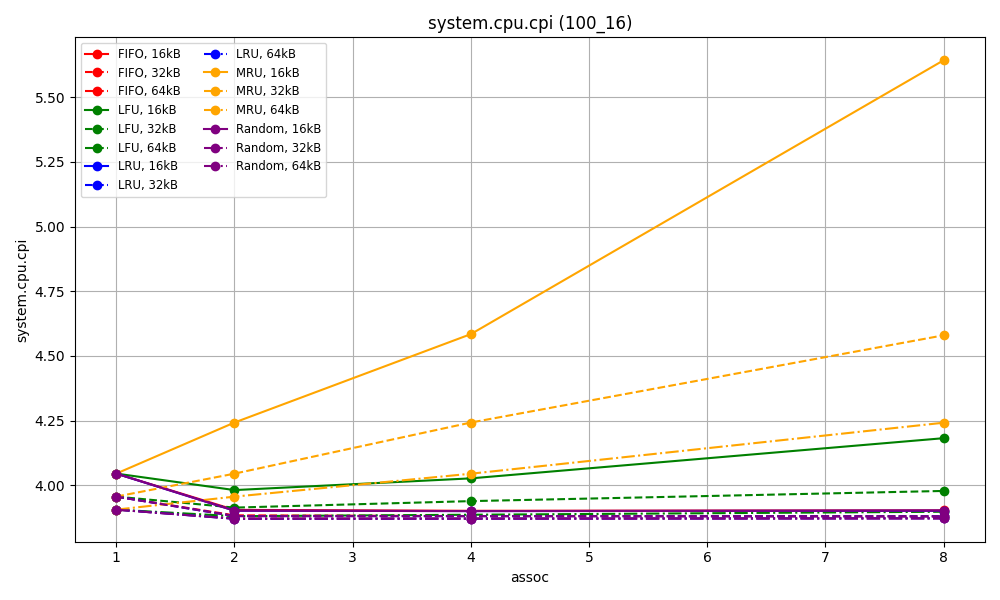 system.cpu.cpi (100_16)
FIFO, 16kB
FIFO, 32kB
FIFO, 64kB
LFU, 16kB
LFU, 32kB
LFU, 64kB
LRU, 16kB
LRU, 32kB
LRU, 64kB
MRU, 16kB
MRU, 32kB
MRU, 64kB
Random, 16kB
Random, 32kB
Random, 64kB
system.cpu.cpi
5.50
5.25
5.00
4.75
4.50
4.25
4.00
1 2 3 4 5 6 7 8
assoc